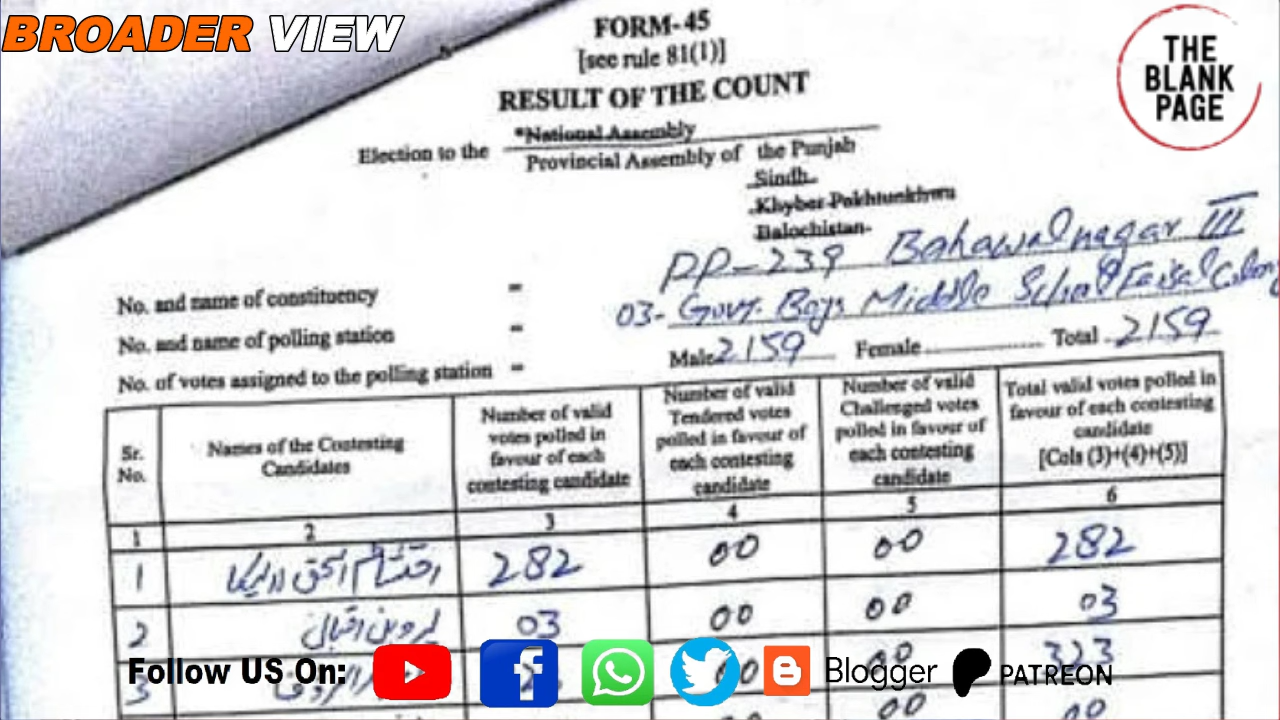 BROADER VIEW
THE
BLANK
PAGE
FORM-45
[see rule 81(1)]
RESULT OF THE COUNT
Election to the *National Assembly
Provincial Assembly of the Punjab
Sindh
Khyber Pakhtunkhwa
Balochistan
No. and name of constituency = PP-239 Bahawalnagar III
No. and name of polling station = 03- Govt. Boys Middle School Faisal Colony
No. of votes assigned to the polling station = Male 2159 Female Total 2159
Sr. No.
Names of the Contesting Candidates
Number of valid votes polled in favour of each contesting candidate
Number of valid Tendered votes polled in favour of each contesting candidate
Number of valid Challenged votes polled in favour of each contesting candidate
Total valid votes polled in favour of each contesting candidate [Cols (3)+(4)+(5)]
1 2 3 4 5 6
1 282 00 00 282
2 پروین اقبال 03 00 00 03
3 00 00 323
00 00
Follow US On: Blogger PATREON